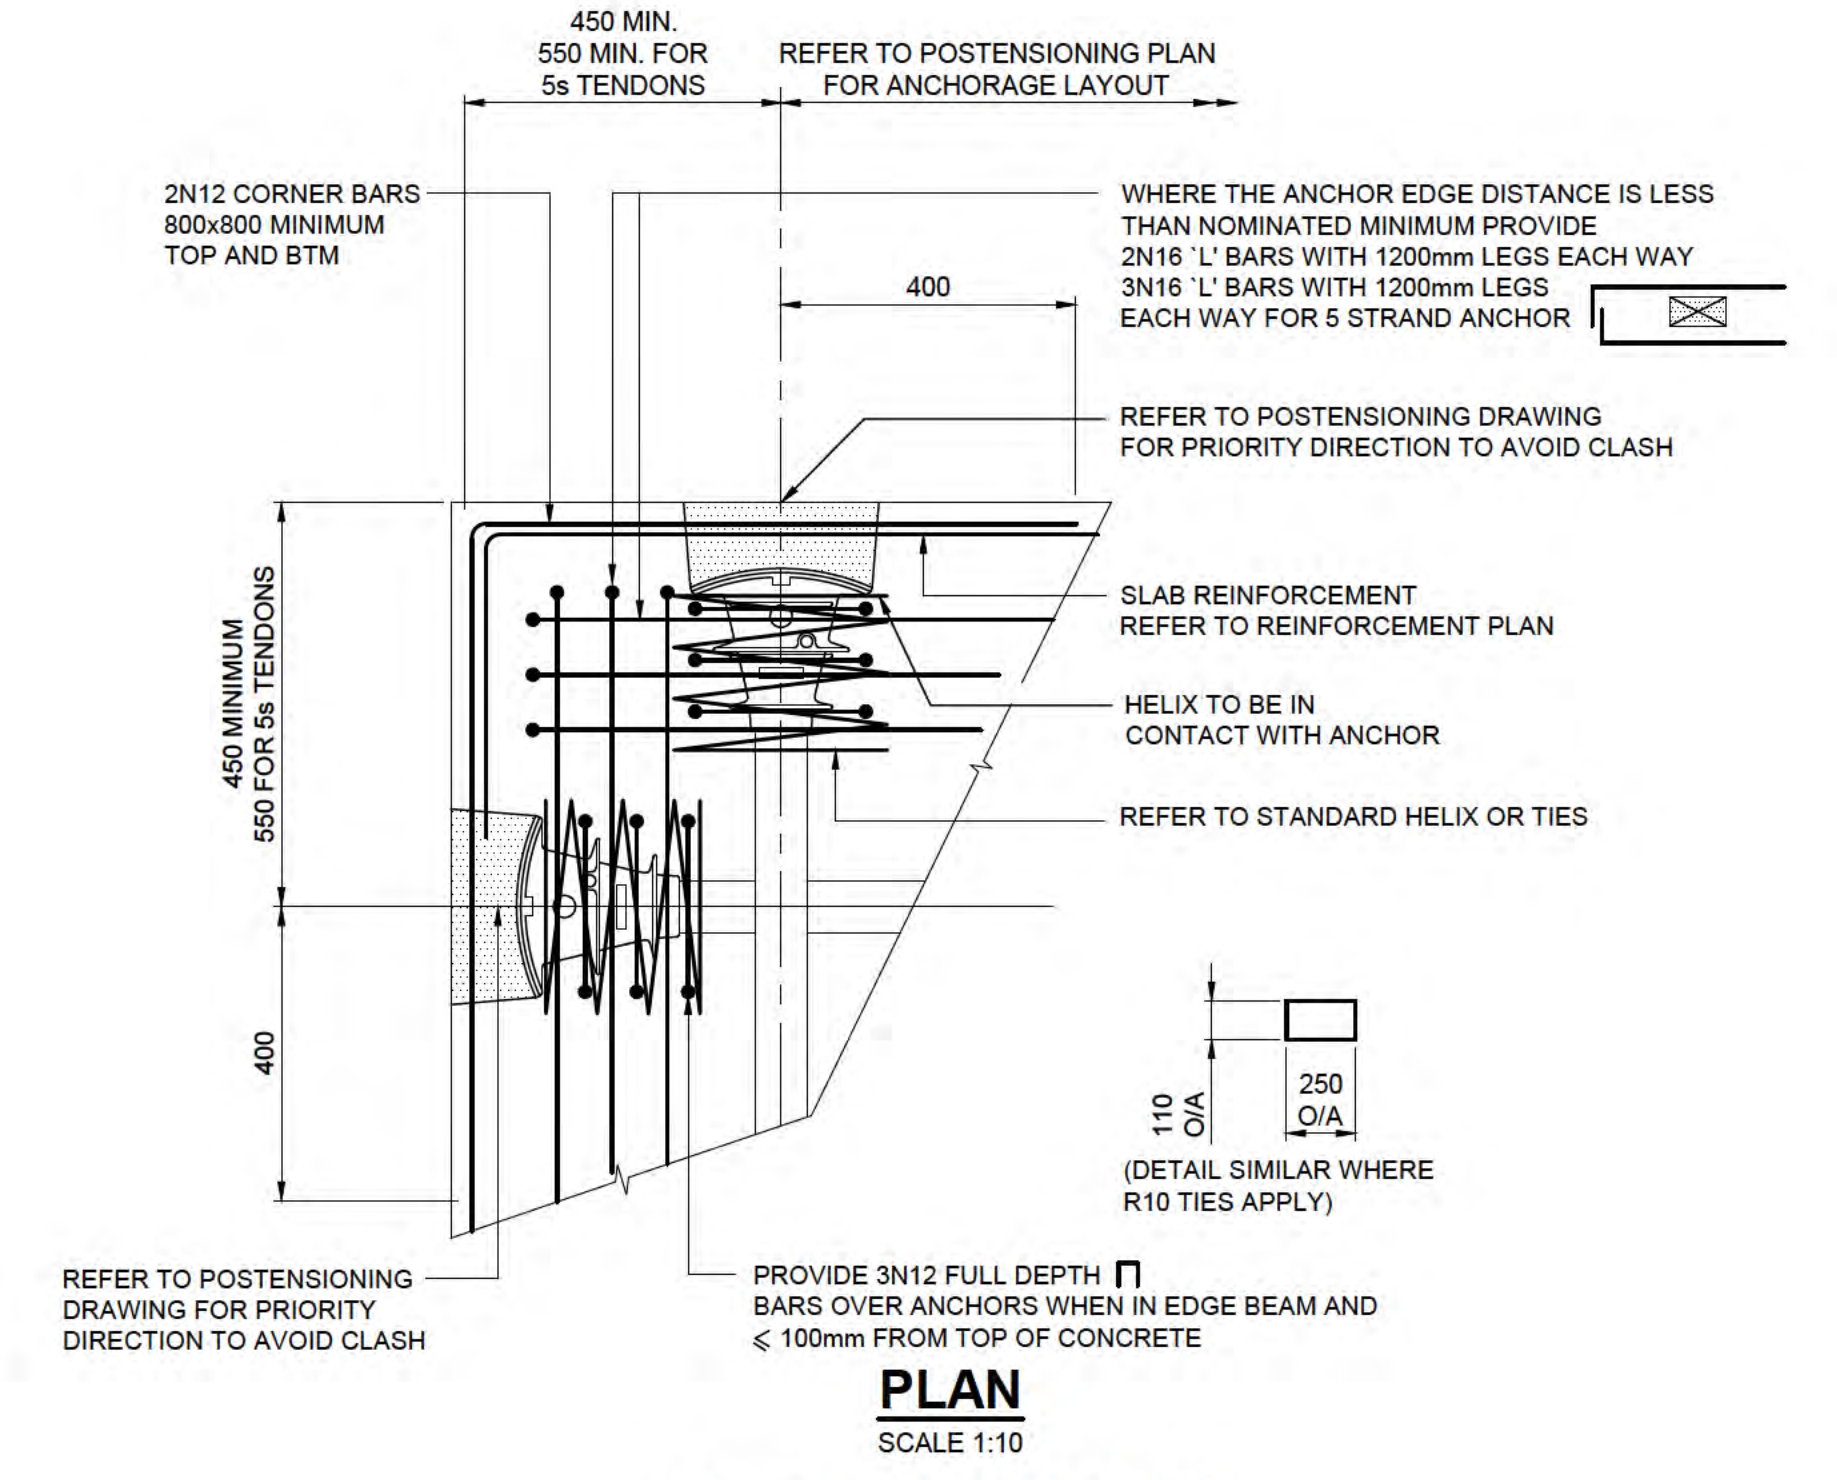 450 MIN.
550 MIN. FOR
5s TENDONS
REFER TO POSTENSIONING PLAN
FOR ANCHORAGE LAYOUT
2N12 CORNER BARS
800x800 MINIMUM
TOP AND BTM
WHERE THE ANCHOR EDGE DISTANCE IS LESS
THAN NOMINATED MINIMUM PROVIDE
2N16 `L' BARS WITH 1200mm LEGS EACH WAY
3N16 `L' BARS WITH 1200mm LEGS
EACH WAY FOR 5 STRAND ANCHOR
400
REFER TO POSTENSIONING DRAWING
FOR PRIORITY DIRECTION TO AVOID CLASH
450 MINIMUM
550 FOR 5s TENDONS
SLAB REINFORCEMENT
REFER TO REINFORCEMENT PLAN
HELIX TO BE IN
CONTACT WITH ANCHOR
REFER TO STANDARD HELIX OR TIES
400
110
O/A
250
O/A
(DETAIL SIMILAR WHERE
R10 TIES APPLY)
REFER TO POSTENSIONING
DRAWING FOR PRIORITY
DIRECTION TO AVOID CLASH
PROVIDE 3N12 FULL DEPTH
BARS OVER ANCHORS WHEN IN EDGE BEAM AND
⩽ 100mm FROM TOP OF CONCRETE
PLAN
SCALE 1:10